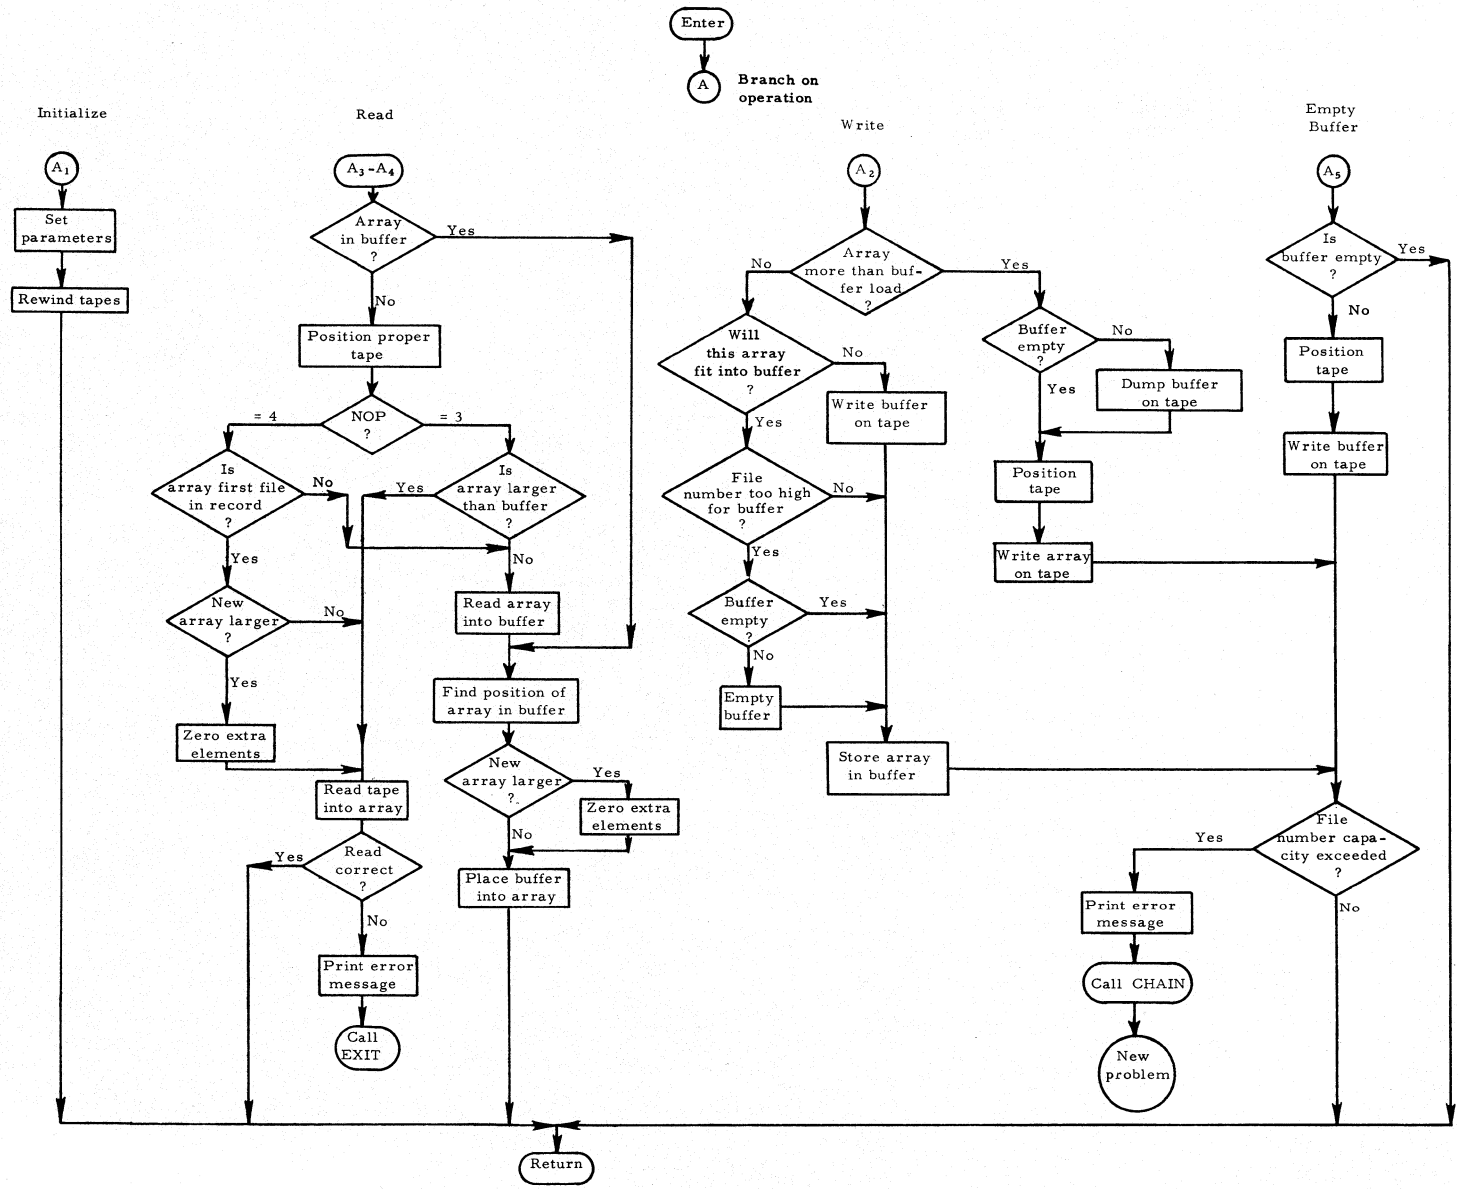 Enter
A
Branch on
operation
Initialize
A1
Set
parameters
Rewind tapes
Read
A3-A4
Array
in buffer
?
Yes
No
Position proper
tape
NOP
?
= 4
= 3
Is
array first file
in record
?
No
Yes
New
array larger
?
No
Yes
Zero extra
elements
Is
array larger
than buffer
?
Yes
No
Read array
into buffer
Find position of
array in buffer
New
array larger
?
Yes
Zero extra
elements
No
Place buffer
into array
Read tape
into array
Read
correct
?
Yes
No
Print error
message
Call
EXIT
Write
A2
Array
more than buf-
fer load
?
No
Yes
Will
this array
fit into buffer
?
No
Write buffer
on tape
Yes
File
number too high
for buffer
?
No
Yes
Buffer
empty
?
Yes
No
Empty
buffer
Store array
in buffer
Buffer
empty
?
No
Dump buffer
on tape
Yes
Position
tape
Write array
on tape
Empty
Buffer
A5
Is
buffer empty
?
Yes
No
Position
tape
Write buffer
on tape
File
number capa-
city exceeded
?
Yes
No
Print error
message
Call CHAIN
New
problem
Return